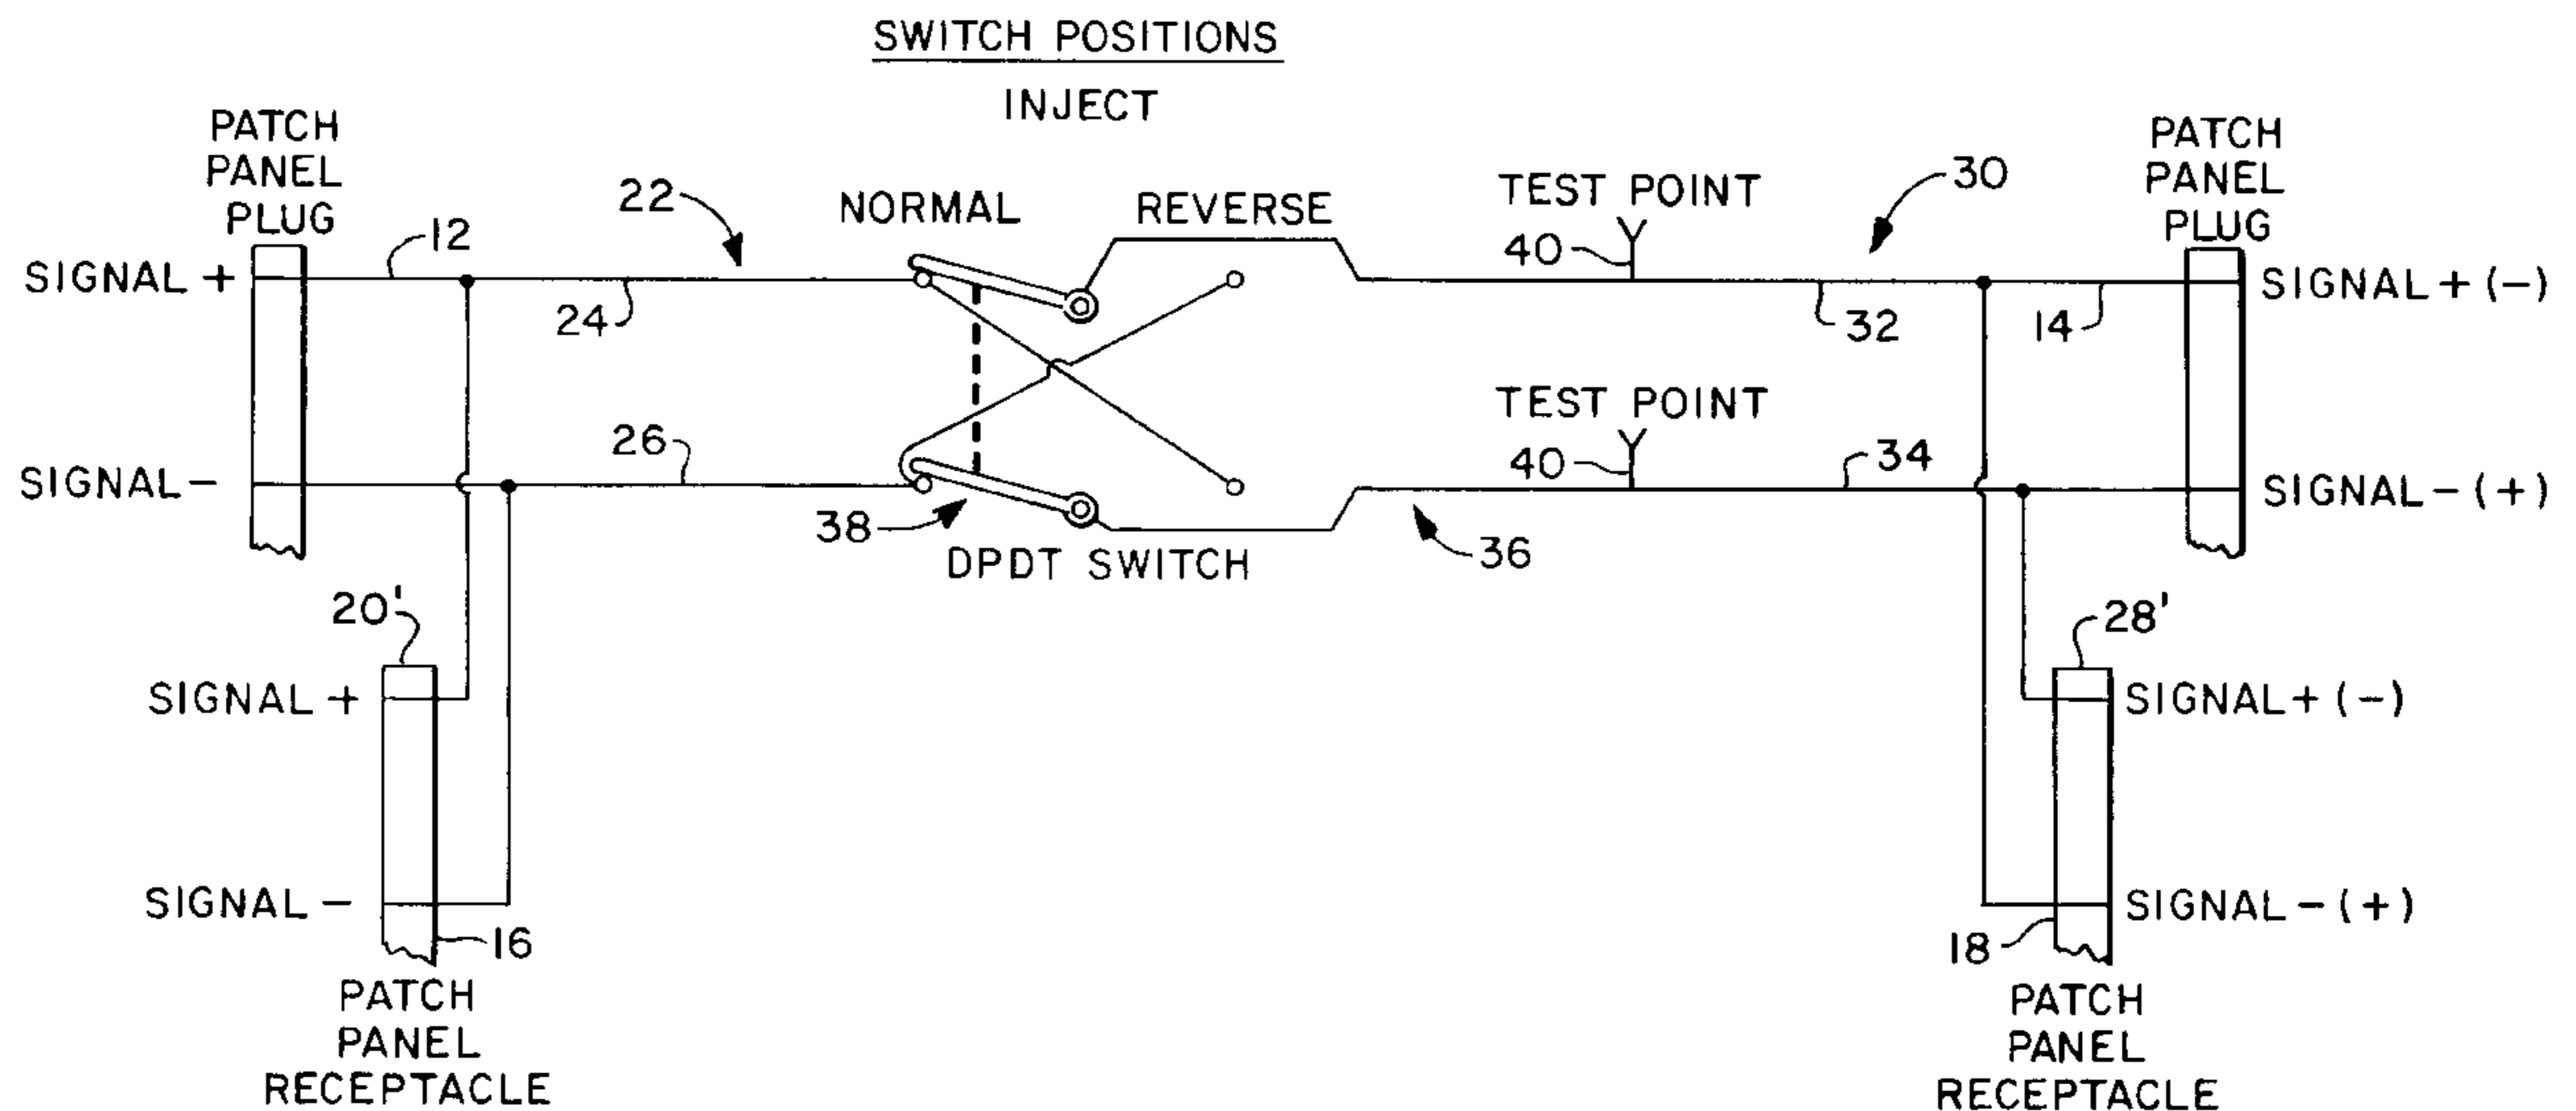 SWITCH POSITIONS
INJECT
PATCH
PANEL
PLUG
PATCH
PANEL
PLUG
22
NORMAL
REVERSE
TEST POINT
30
12
40
SIGNAL +
SIGNAL + (-)
24
32
14
TEST POINT
26
40
34
SIGNAL -
SIGNAL - (+)
38
DPDT SWITCH
36
20'
28'
SIGNAL +
SIGNAL + (-)
SIGNAL -
SIGNAL - (+)
16
18
PATCH
PANEL
RECEPTACLE
PATCH
PANEL
RECEPTACLE